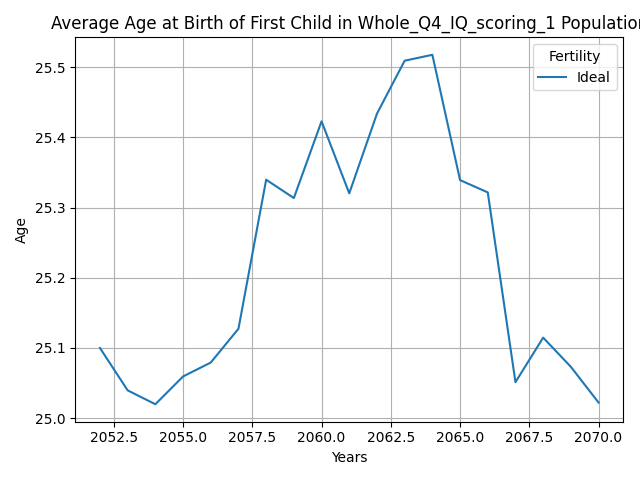 Average Age at Birth of First Child in Whole_Q4_IQ_scoring_1 Population
Fertility
Ideal
25.5
25.4
25.3
25.2
25.1
25.0
Age
2052.5 2055.0 2057.5 2060.0 2062.5 2065.0 2067.5 2070.0
Years